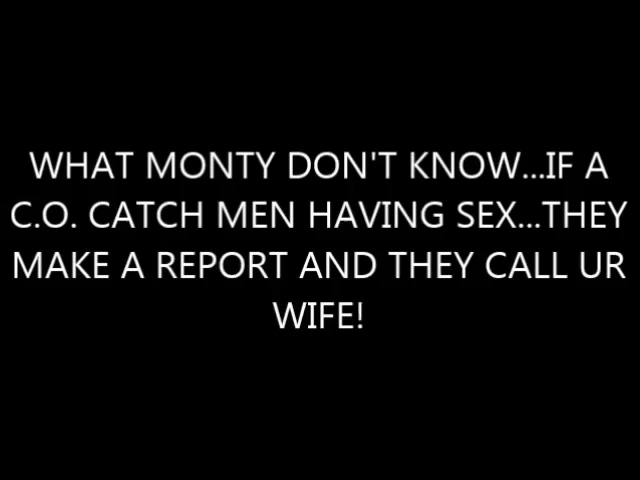 WHAT MONTY DON'T KNOW...IF A
C.O. CATCH MEN HAVING SEX...THEY
MAKE A REPORT AND THEY CALL UR
WIFE!